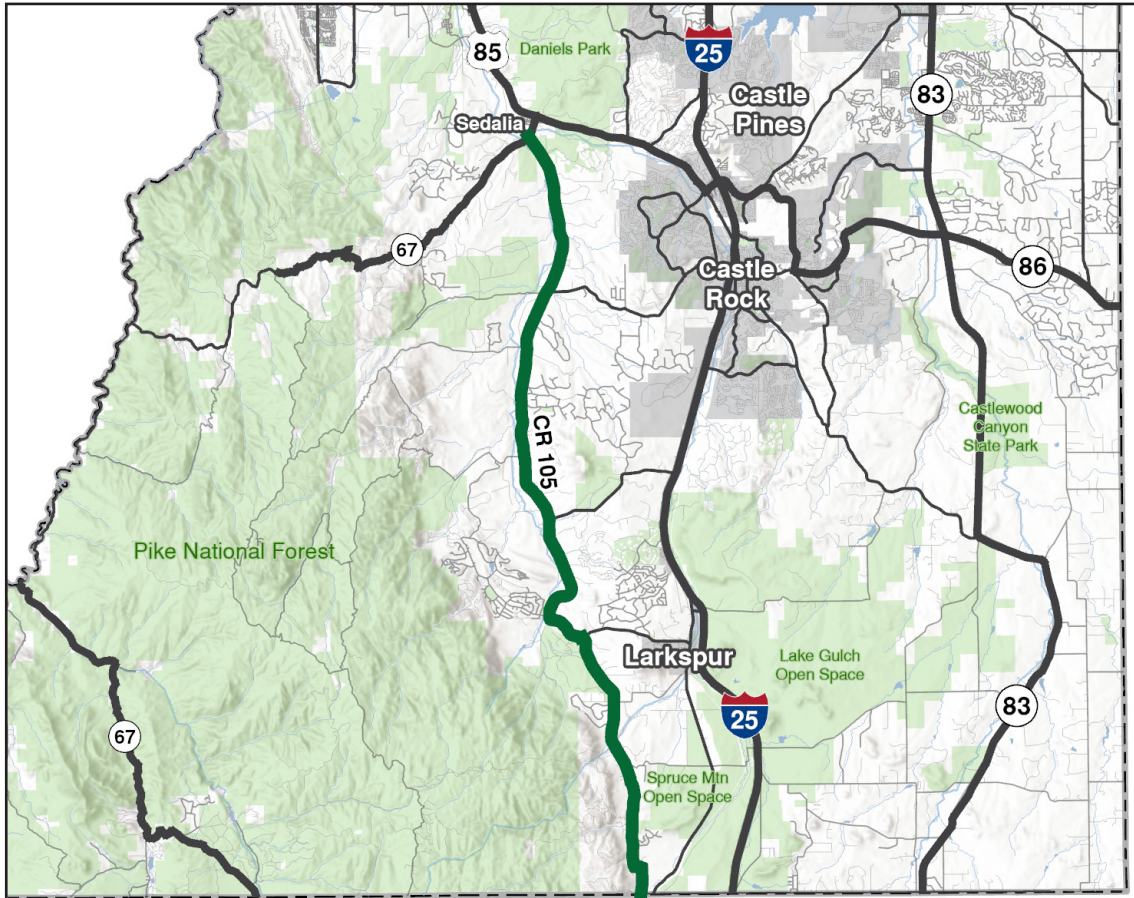 85
Daniels Park
25
83
Castle
Pines
Sedalia
67
86
Castle
Rock
CR 105
Castlewood
Canyon
State Park
Pike National Forest
Larkspur
Lake Gulch
Open Space
25
83
67
Spruce Mtn
Open Space